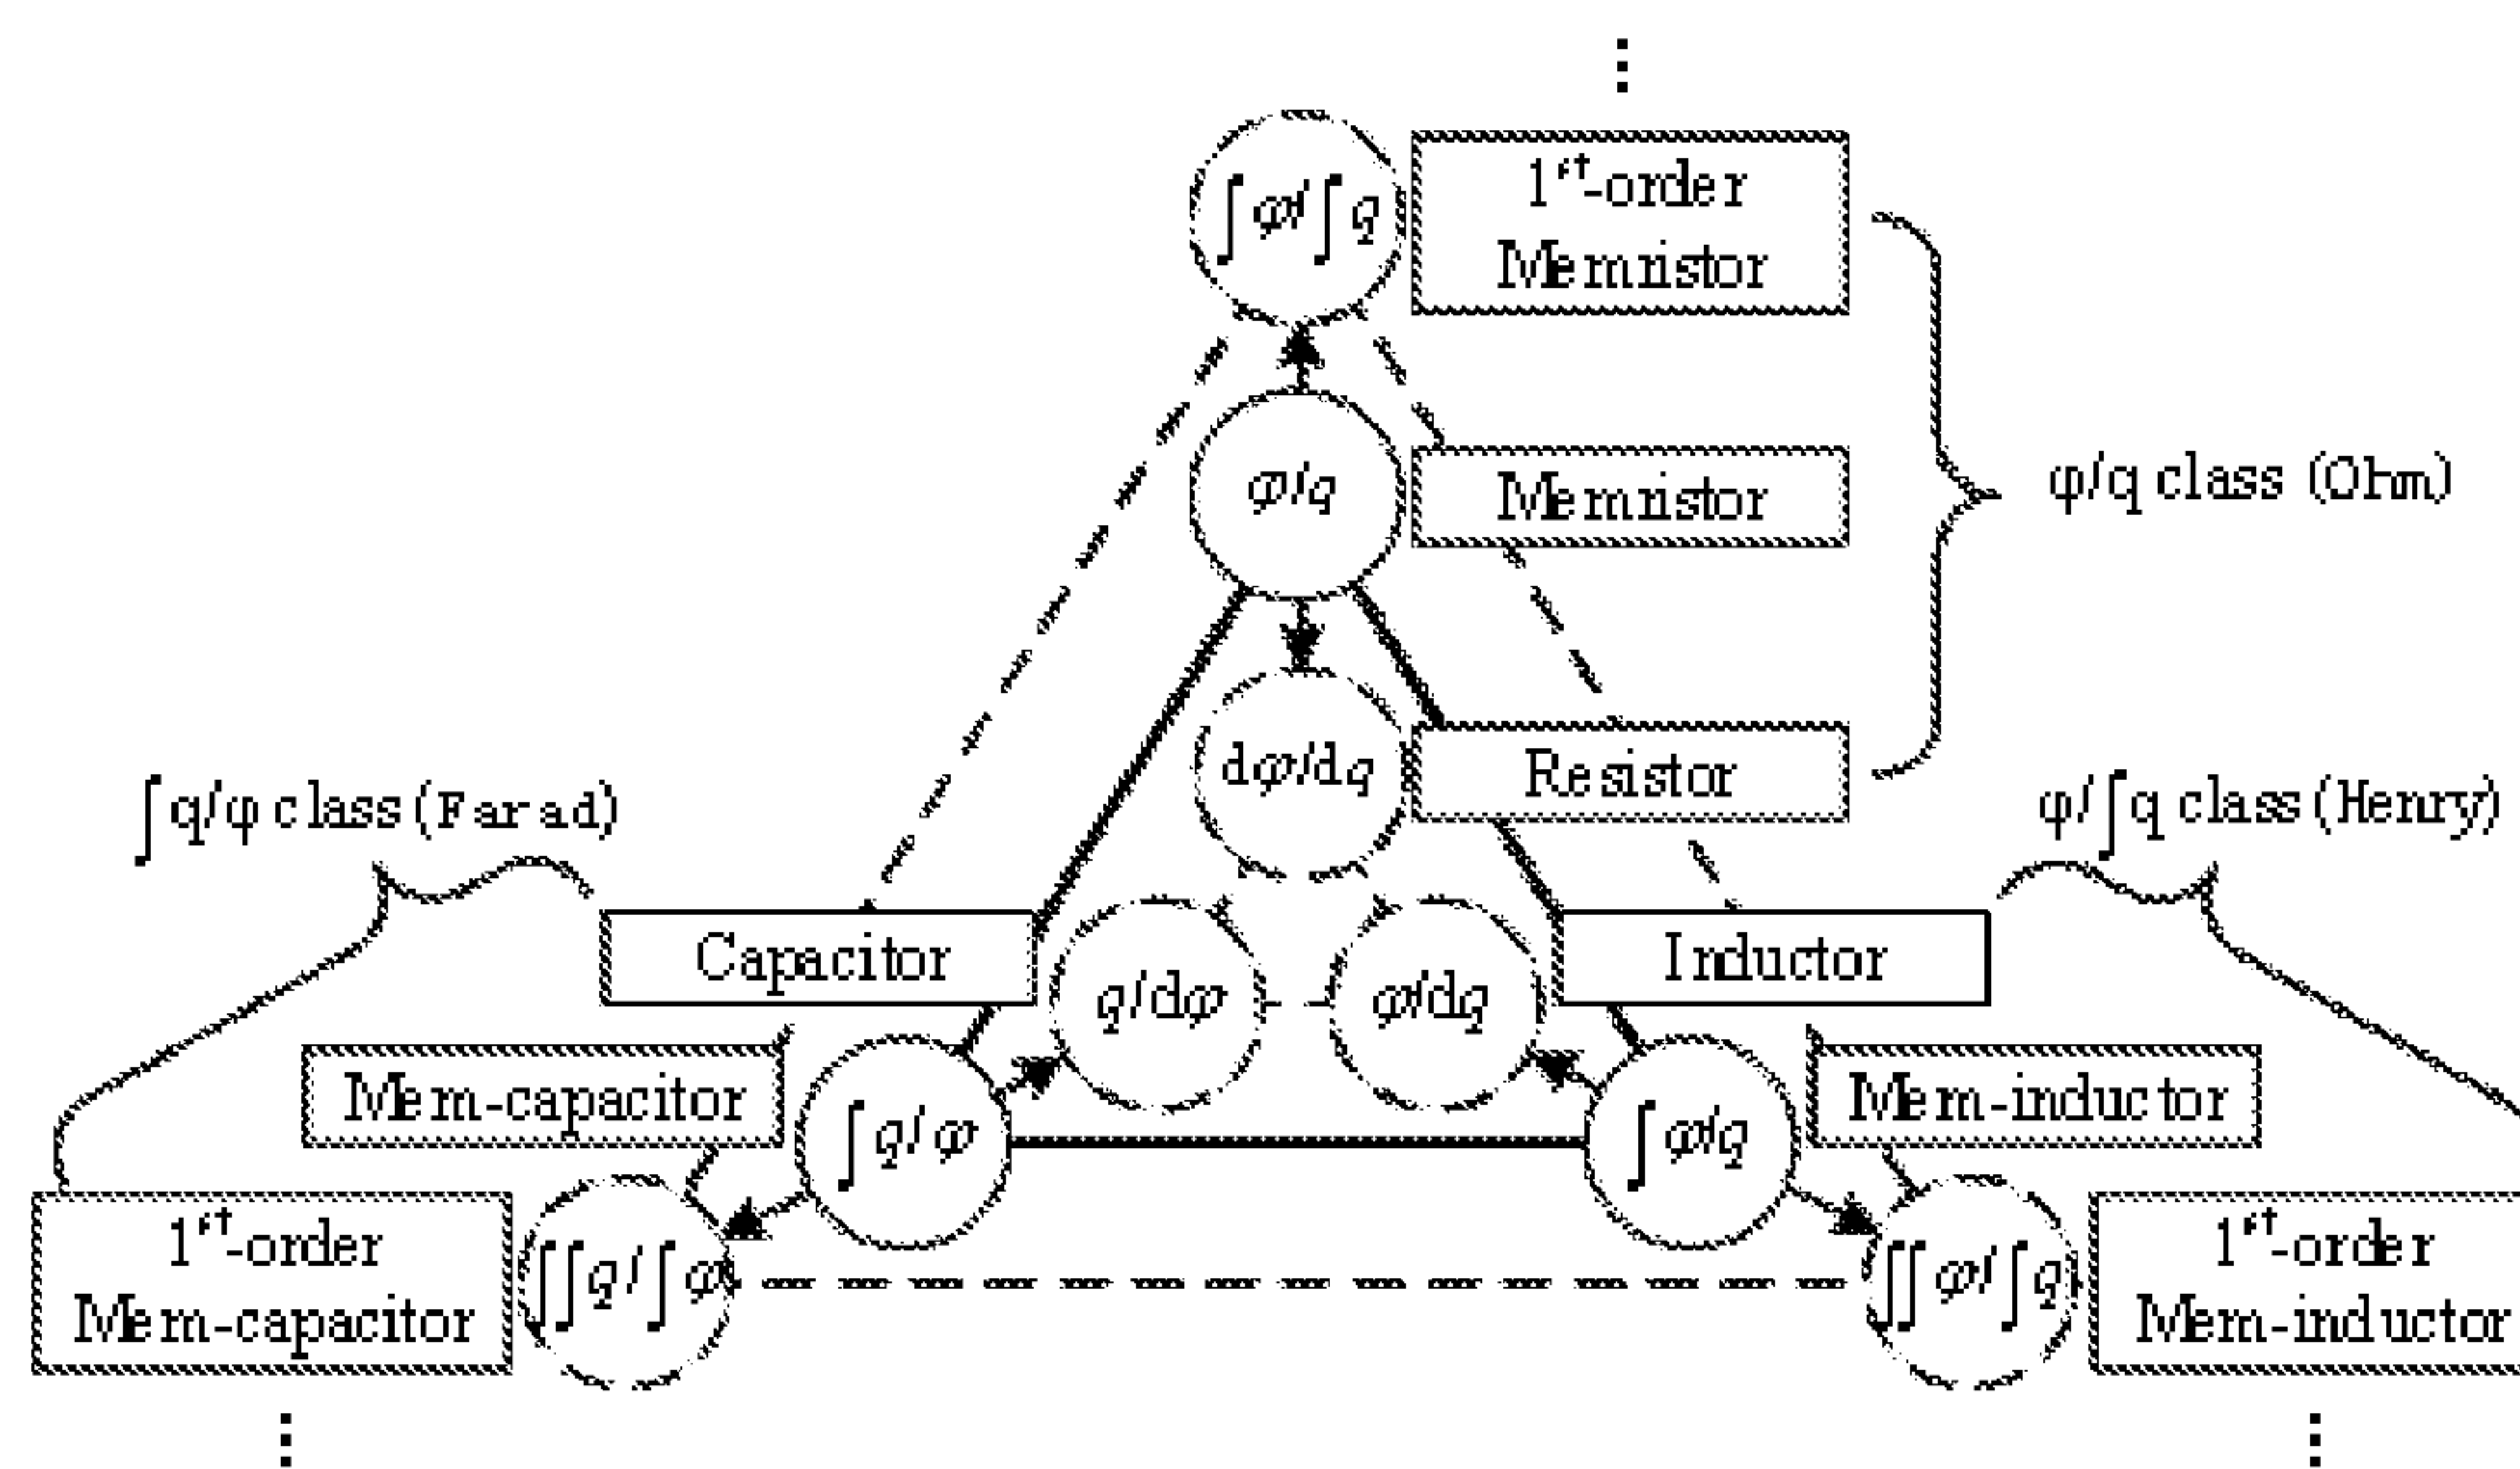 ⋮
∫φ/∫q
1st-order
Memristor
φ/q
Memristor
φ/q class (Ohm)
dφ/dq
Resistor
∫q/φ class (Farad)
φ/∫q class (Henry)
Capacitor
q/dφ
φ/dq
Inductor
Mem-capacitor
∫q/φ
∫φ/q
Mem-inductor
1st-order
Mem-capacitor
∫∫q/∫φ
∫∫φ/∫q
1st-order
Mem-inductor
⋮
⋮